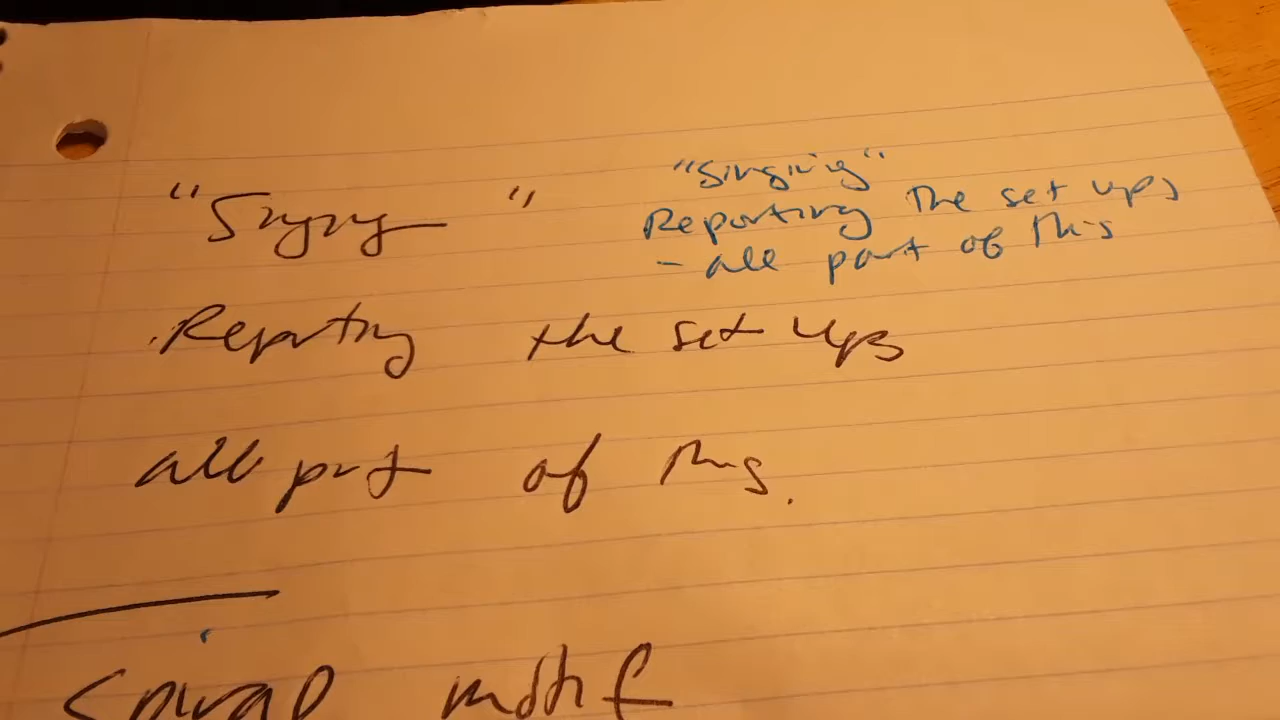 "Singing"
"Singing"
Reporting the set ups
- all part of this
Reporting the set ups
all part of this.
Spiral motif